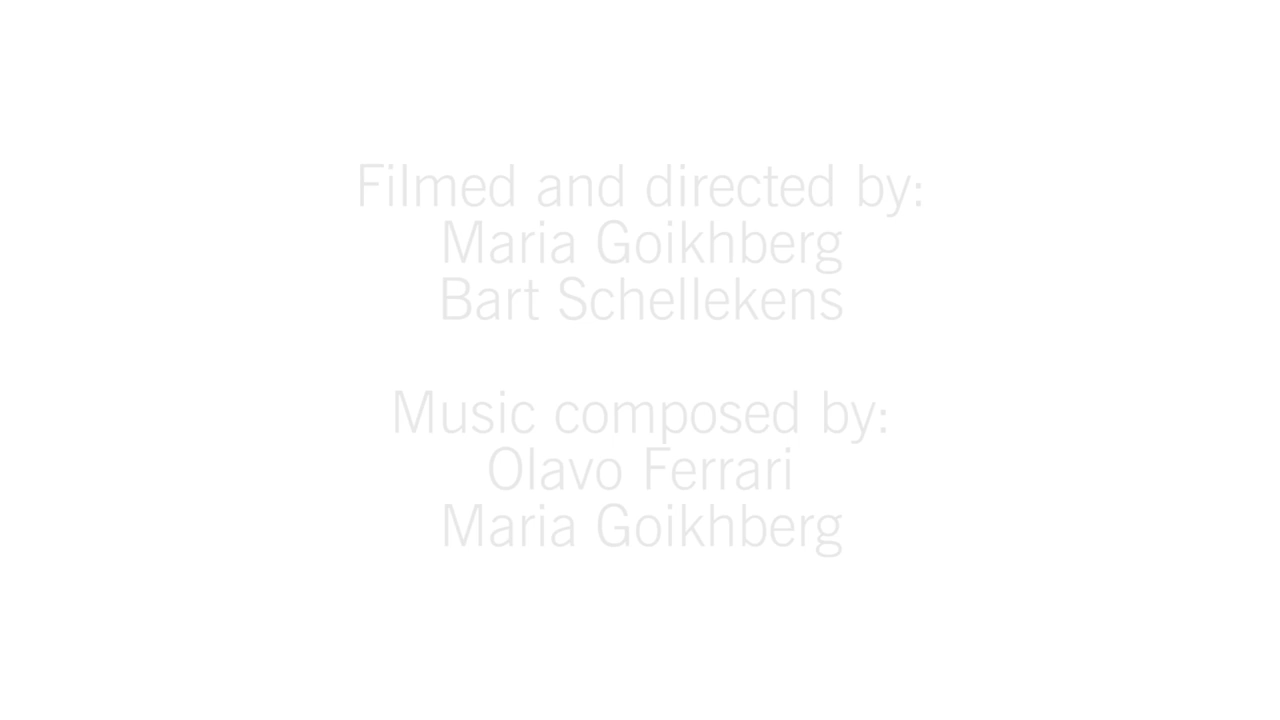 Filmed and directed by:
Maria Goikhberg
Bart Schellekens
Music composed by:
Olavo Ferrari
Maria Goikhberg